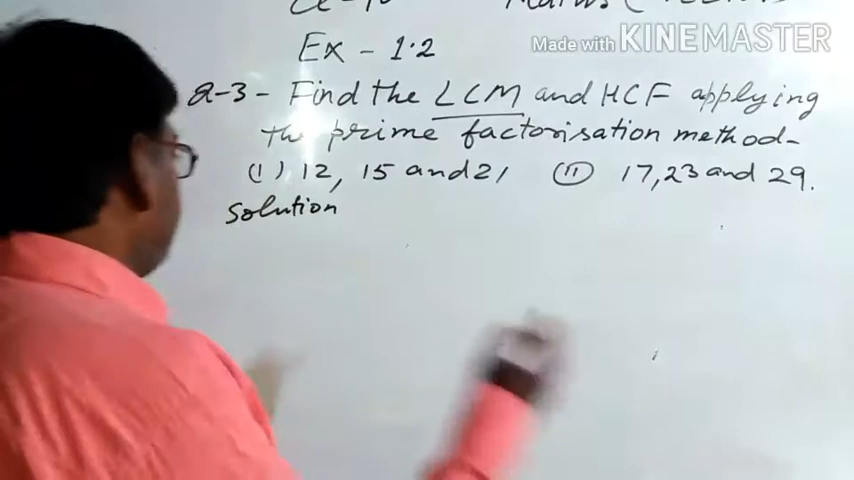 Ex - 1.2
Made with KINEMASTER
Q-3 - Find the LCM and HCF applying
the prime factorisation method-
(i) 12, 15 and 21 (ii) 17, 23 and 29.
Solution